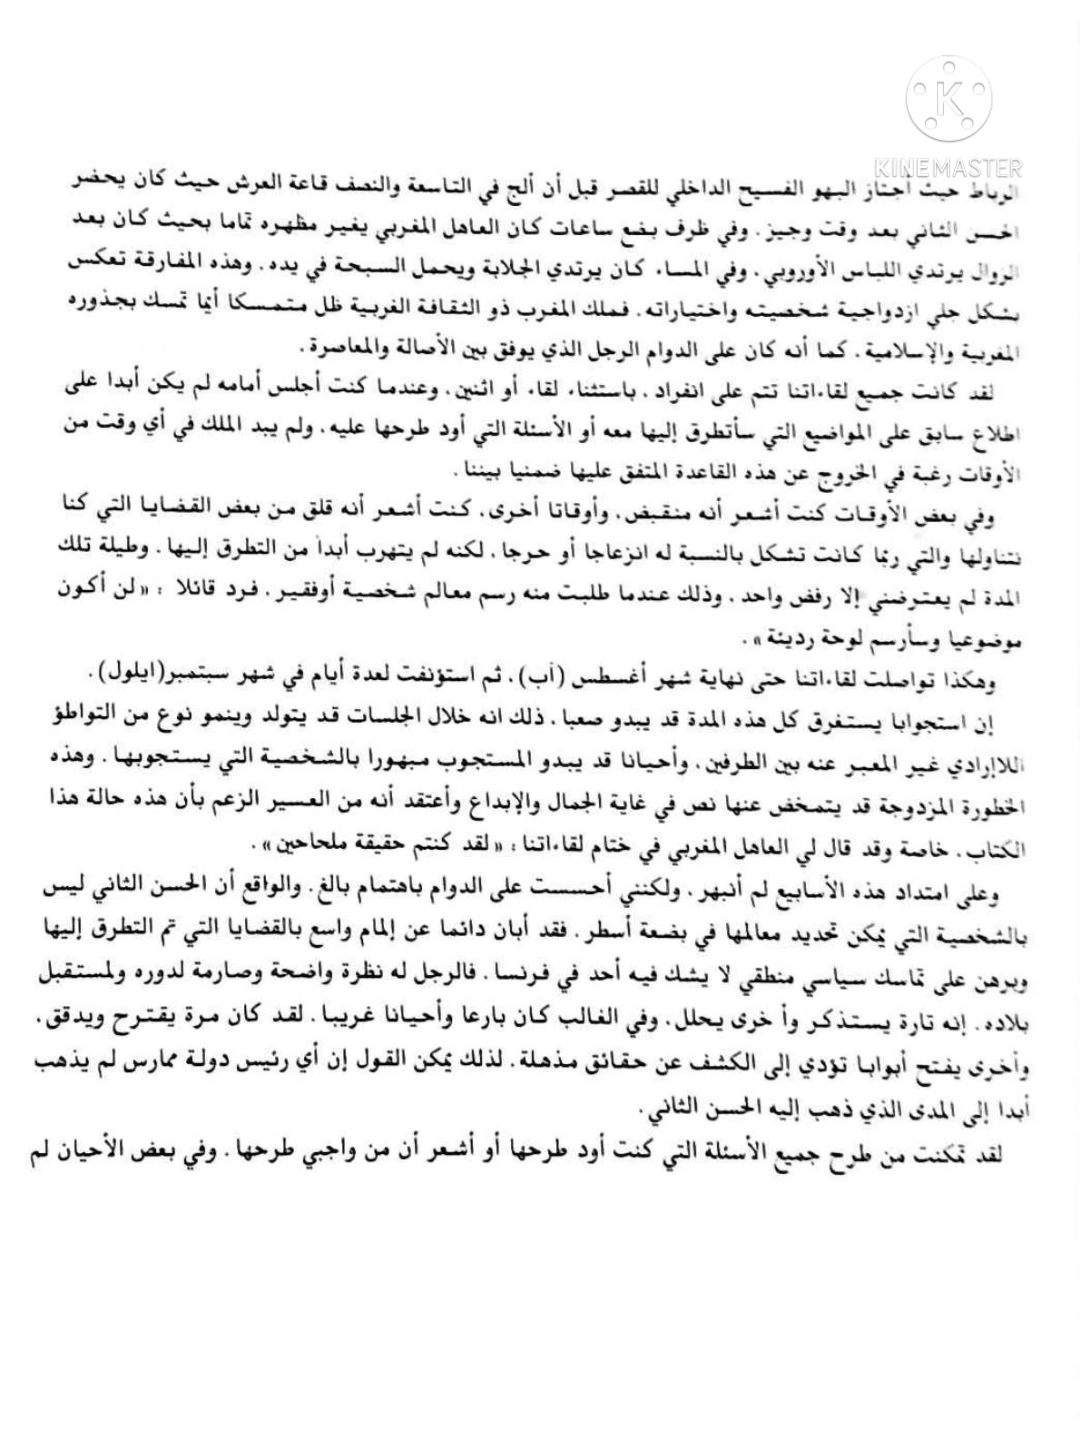 KINEMASTER
الرباط حيث أجتاز البهو الفسيح الداخلي للقصر قبل أن ألج في التاسعة والنصف قاعة العرش حيث كان يحضر
الحسن الثاني بعد وقت وجيز. وفي ظرف بضع ساعات كان العاهل المغربي يغير مظهره تماما بحيث كان بعد
الزوال يرتدي اللباس الأوروبي، وفي المساء كان يرتدي الجلابة ويحمل السبحة في يده. وهذه المفارقة تعكس
بشكل جلي ازدواجية شخصيته واختياراته. فملك المغرب ذو الثقافة الغربية ظل متمسكا أيما تمسك بجذوره
المغربية والإسلامية، كما أنه كان على الدوام الرجل الذي يوفق بين الأصالة والمعاصرة.
لقد كانت جميع لقاءاتنا تتم على انفراد، باستثناء لقاء أو اثنين، وعندما كنت أجلس أمامه لم يكن أبدا على
اطلاع سابق على المواضيع التي سأتطرق إليها معه أو الأسئلة التي أود طرحها عليه، ولم يبد الملك في أي وقت من
الأوقات رغبة في الخروج عن هذه القاعدة المتفق عليها ضمنيا بيننا.
وفي بعض الأوقات كنت أشعر أنه منقبض، وأوقاتا أخرى، كنت أشعر أنه قلق من بعض القضايا التي كنا
نتناولها والتي ربما كانت تشكل بالنسبة له انزعاجا أو حرجا، لكنه لم يتهرب أبدا من التطرق إليها. وطيلة تلك
المدة لم يعترضني إلا رفض واحد، وذلك عندما طلبت منه رسم معالم شخصية أوفقير، فرد قائلا : «لن أكون
موضوعيا وسأرسم لوحة رديئة».
وهكذا تواصلت لقاءاتنا حتى نهاية شهر أغسطس (آب)، ثم استؤنفت لعدة أيام في شهر سبتمبر(ايلول).
إن استجوابا يستغرق كل هذه المدة قد يبدو صعبا، ذلك انه خلال الجلسات قد يتولد وينمو نوع من التواطؤ
اللاإرادي غير المعبر عنه بين الطرفين، وأحيانا قد يبدو المستجوب مبهورا بالشخصية التي يستجوبها. وهذه
الخطورة المزدوجة قد يتمخض عنها نص في غاية الجمال والإبداع وأعتقد أنه من العسير الزعم بأن هذه حالة هذا
الكتاب، خاصة وقد قال لي العاهل المغربي في ختام لقاءاتنا : «لقد كنتم حقيقة ملحاحين».
وعلى امتداد هذه الأسابيع لم أنبهر، ولكنني أحسست على الدوام باهتمام بالغ، والواقع أن الحسن الثاني ليس
بالشخصية التي يمكن تحديد معالمها في بضعة أسطر. فقد أبان دائما عن إلمام واسع بالقضايا التي تم التطرق إليها
وبرهن على تماسك سياسي منطقي لا يشك فيه أحد في فرنسا. فالرجل له نظرة واضحة وصارمة لدوره ولمستقبل
بلاده. إنه تارة يستذكر وأ خرى يحلل، وفي الغالب كان بارعا وأحيانا غريبا. لقد كان مرة يقترح ويدقق،
وأخرى يفتح أبوابا تؤدي إلى الكشف عن حقائق مذهلة. لذلك يمكن القول إن أي رئيس دولة ممارس لم يذهب
أبدا إلى المدى الذي ذهب إليه الحسن الثاني.
لقد تمكنت من طرح جميع الأسئلة التي كنت أود طرحها أو أشعر أن من واجبي طرحها. وفي بعض الأحيان لم